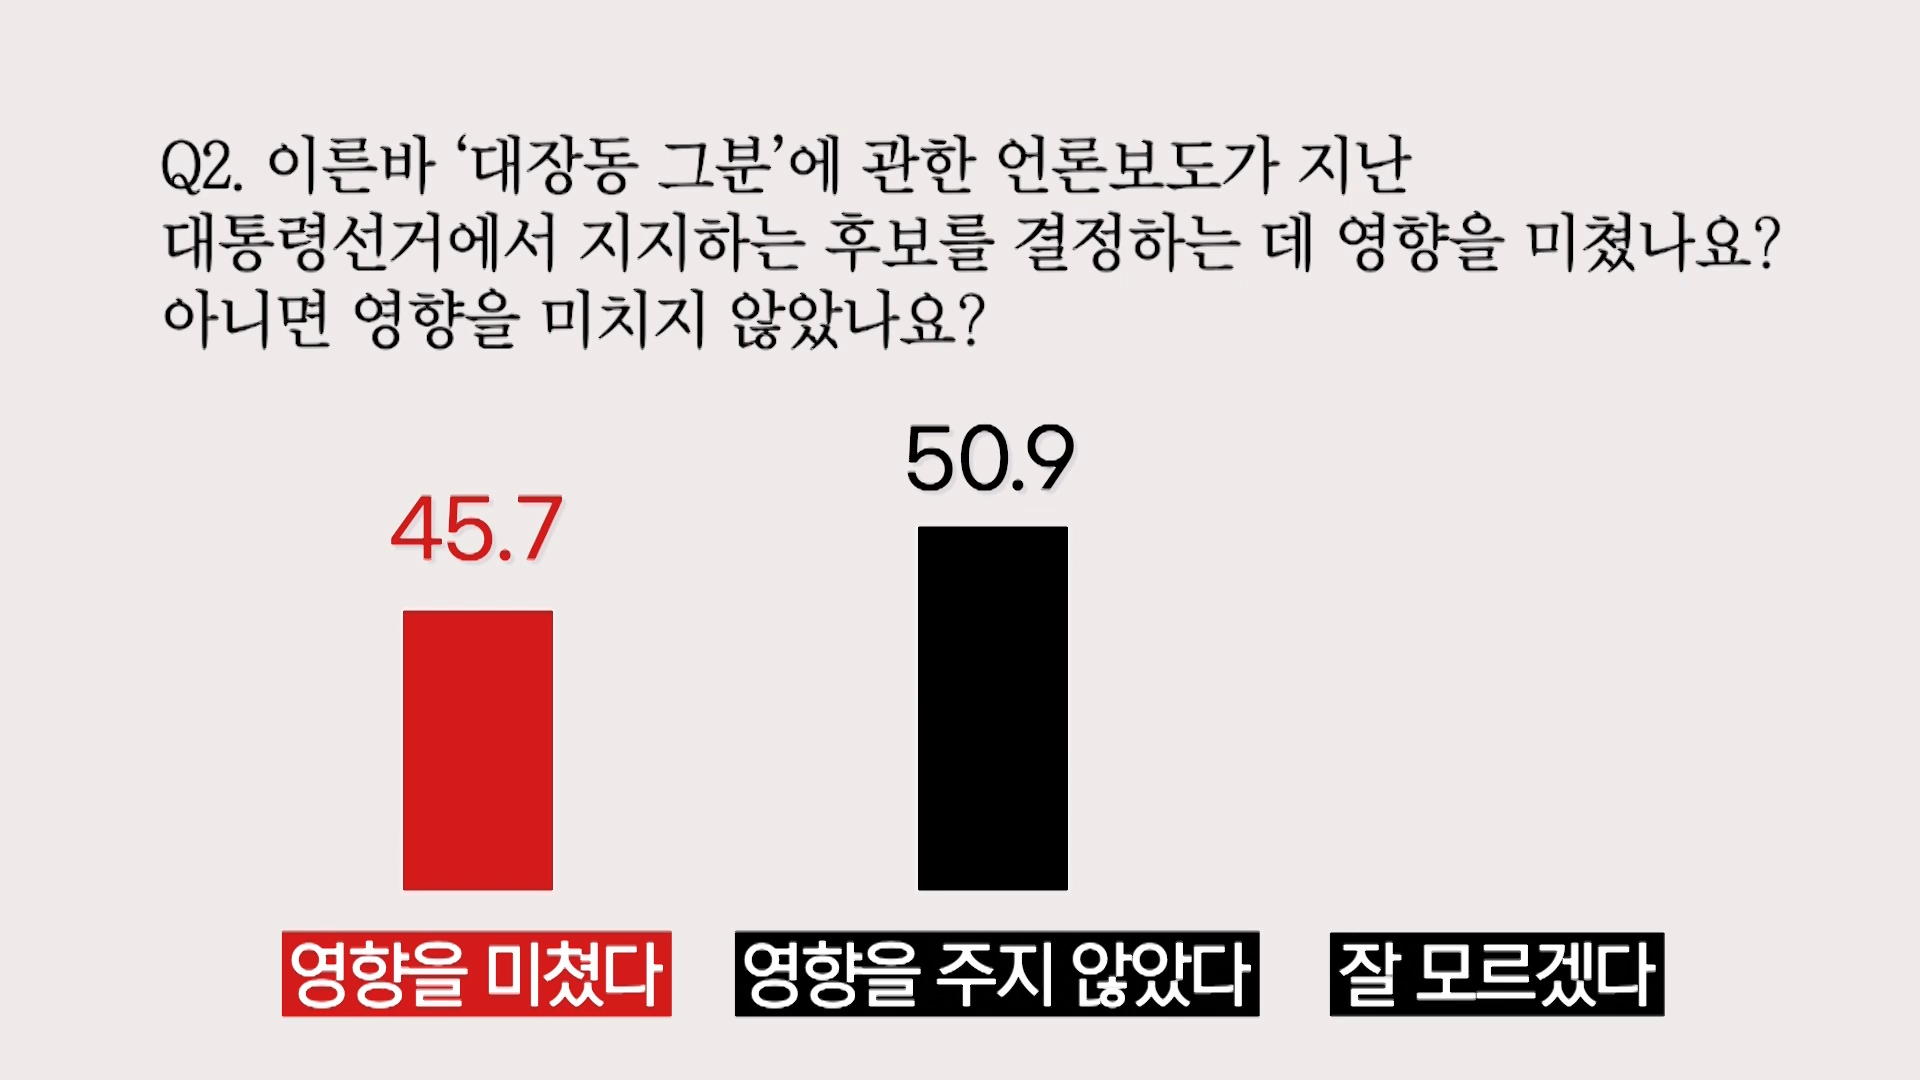 Q2. 이른바 ‘대장동 그분’에 관한 언론보도가 지난
대통령선거에서 지지하는 후보를 결정하는 데 영향을 미쳤나요?
아니면 영향을 미치지 않았나요?
45.7
50.9
영향을 미쳤다
영향을 주지 않았다
잘 모르겠다